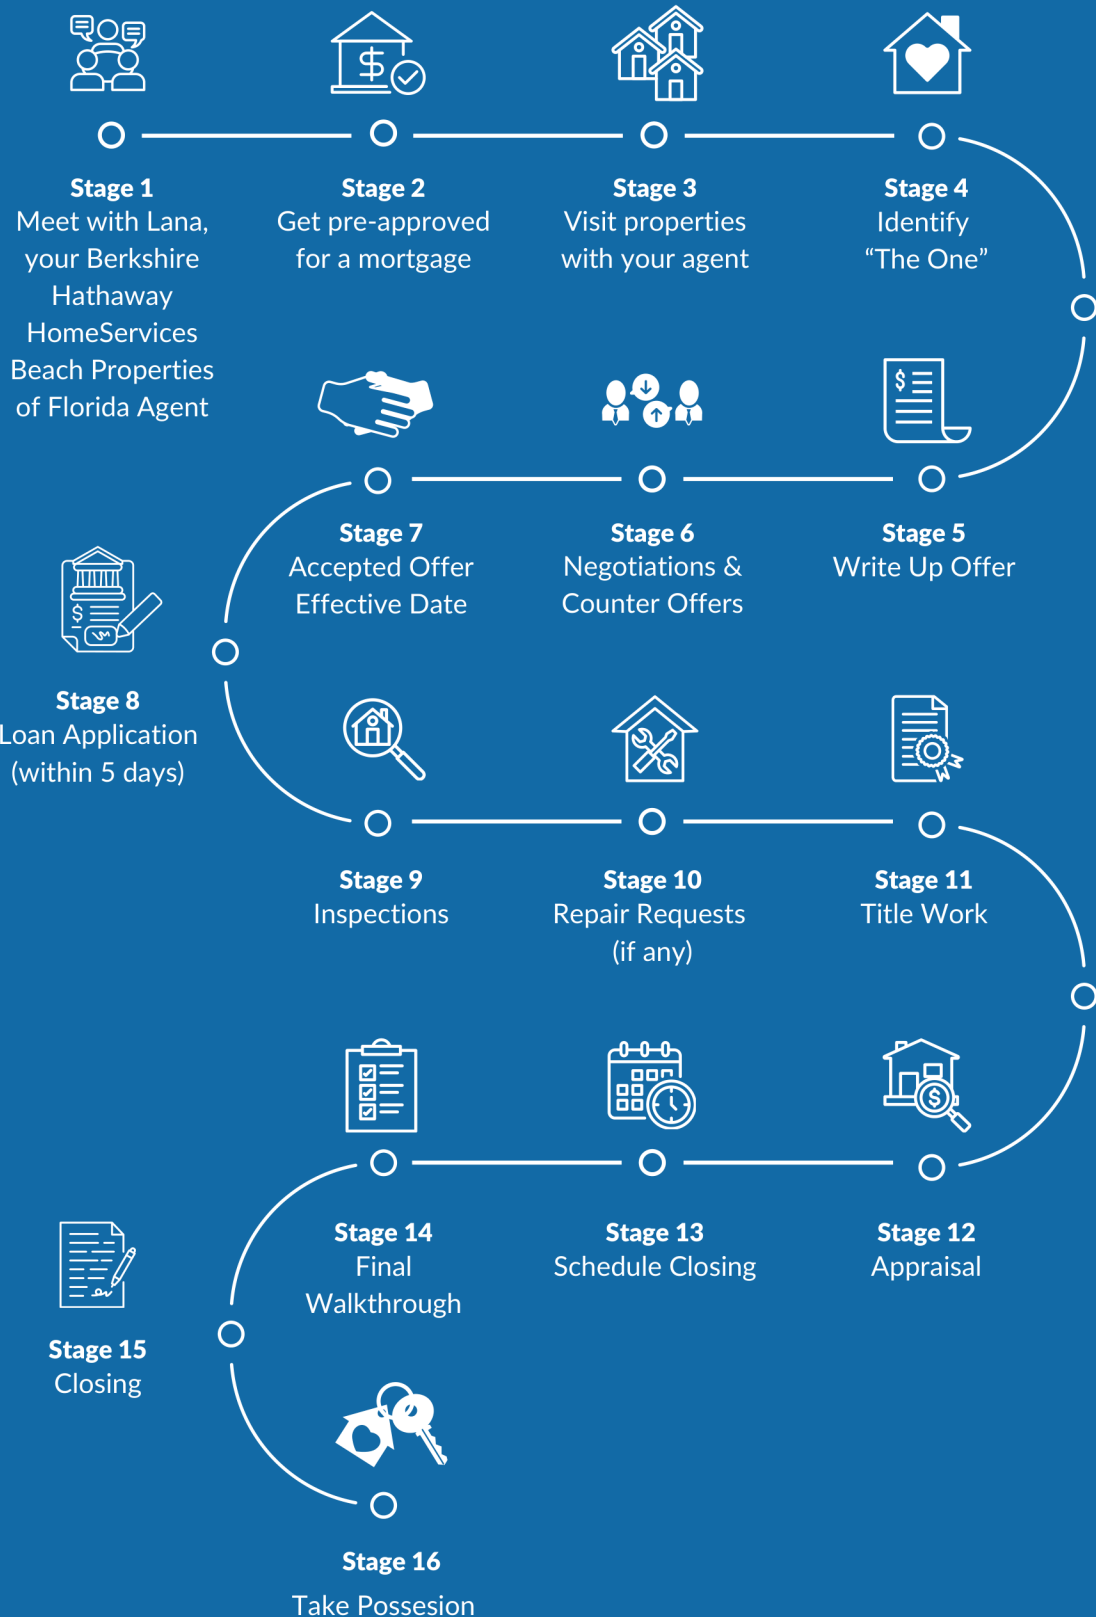 Stage 1
Meet with Lana,
your Berkshire
Hathaway
HomeServices
Beach Properties
of Florida Agent
Stage 2
Get pre-approved
for a mortgage
Stage 3
Visit properties
with your agent
Stage 4
Identify
“The One”
Stage 5
Write Up Offer
Stage 6
Negotiations &
Counter Offers
Stage 7
Accepted Offer
Effective Date
Stage 8
Loan Application
(within 5 days)
Stage 9
Inspections
Stage 10
Repair Requests
(if any)
Stage 11
Title Work
Stage 12
Appraisal
Stage 13
Schedule Closing
Stage 14
Final
Walkthrough
Stage 15
Closing
Stage 16
Take Possesion